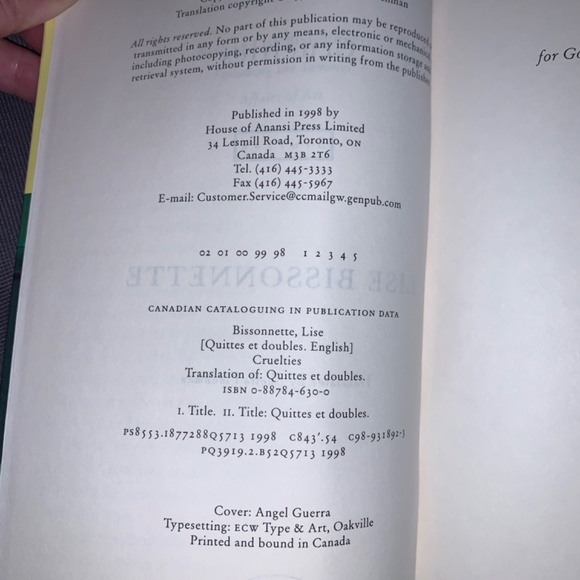 Translation copyright
All rights reserved. No part of this publication may be reproduced,
transmitted in any form or by any means, electronic or mechanical,
including photocopying, recording, or any information storage and
retrieval system, without permission in writing from the publisher.
Published in 1998 by
House of Anansi Press Limited
34 Lesmill Road, Toronto, ON
Canada M3B 2T6
Tel. (416) 445-3333
Fax (416) 445-5967
E-mail: Customer.Service@ccmailgw.genpub.com
02 01 00 99 98 1 2 3 4 5
LISE BISSONNETTE
CANADIAN CATALOGUING IN PUBLICATION DATA
Bissonnette, Lise
[Quittes et doubles. English]
Cruelties
Translation of: Quittes et doubles.
ISBN 0-88784-630-0
I. Title. II. Title: Quittes et doubles.
PS8553.I877288Q5713 1998 C843'.54 C98-931892-3
PQ3919.2.B52Q5713 1998
Cover: Angel Guerra
Typesetting: ECW Type & Art, Oakville
Printed and bound in Canada
for